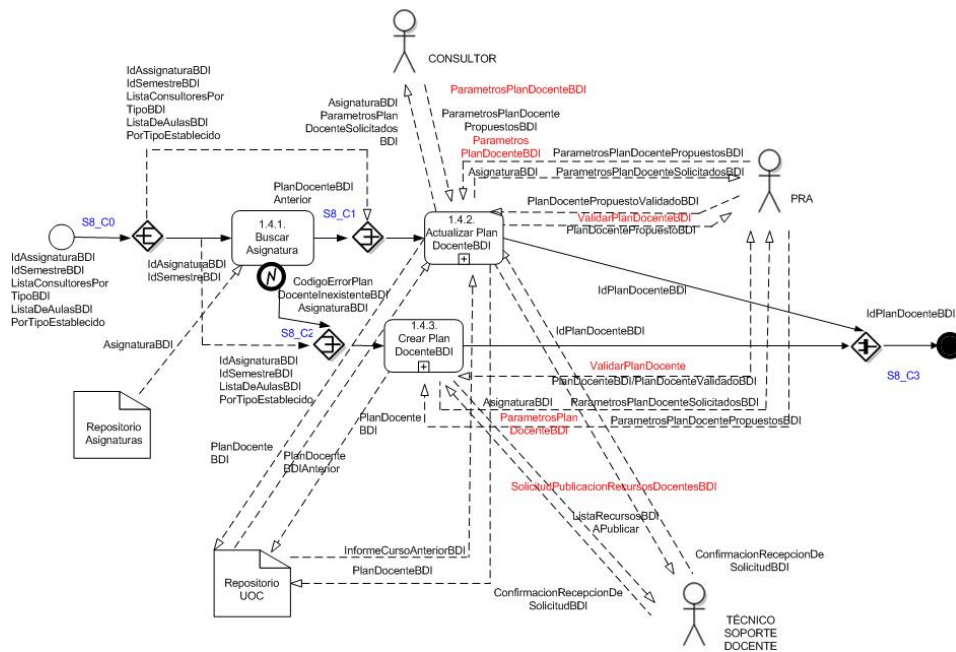 CONSULTOR
IdAssignaturaBDI
IdSemestreBDI
ListaConsultoresPor
TipoBDI
ListaDeAulasBDI
PorTipoEstablecido
AsignaturaBDI
ParametrosPlan
DocenteSolicitados
BDI
ParametrosPlanDocenteBDI
ParametrosPlanDocente
PropuestosBDI
Parametros
PlanDocenteBDI
ParametrosPlanDocentePropuestosBDI
AsignaturaBDI
ParametrosPlanDocenteSolicitadosBDI
PRA
PlanDocentePropuestoValidadoBDI
ValidarPlanDocenteBDI
PlanDocentePropuestoBDI
PlanDocenteBDI
Anterior
S8_C0
S8_C1
1.4.1.
Buscar
Asignatura
1.4.2.
Actualizar Plan
DocenteBDI
IdAsignaturaBDI
IdSemestreBDI
ListaConsultoresPor
TipoBDI
ListaDeAulasBDI
PorTipoEstablecido
IdAsignaturaBDI
IdSemestreBDI
CodigoErrorPlan
DocenteInexistenteBDI
AsignaturaBDI
IdPlanDocenteBDI
IdPlanDocenteBDI
S8_C2
1.4.3.
Crear Plan
DocenteBDI
IdPlanDocenteBDI
S8_C3
AsignaturaBDI
IdAsignaturaBDI
IdSemestreBDI
ListaDeAulasBDI
PorTipoEstablecido
ValidarPlanDocente
PlanDocenteBDI/PlanDocenteValidadoBDI
AsignaturaBDI
ParametrosPlanDocenteSolicitadosBDI
ParametrosPlan
DocenteBDI
ParametrosPlanDocentePropuestosBDI
Repositorio
Asignaturas
PlanDocente
BDI
PlanDocente
BDI
PlanDocente
BDIAnterior
SolicitudPublicacionRecursosDocentesBDI
ListaRecursosBDI
APublicar
InformeCursoAnteriorBDI
PlanDocenteBDI
Repositorio
UOC
ConfirmacionRecepcionDe
SolicitudBDI
ConfirmacionRecepcionDe
SolicitudBDI
TÉCNICO
SOPORTE
DOCENTE